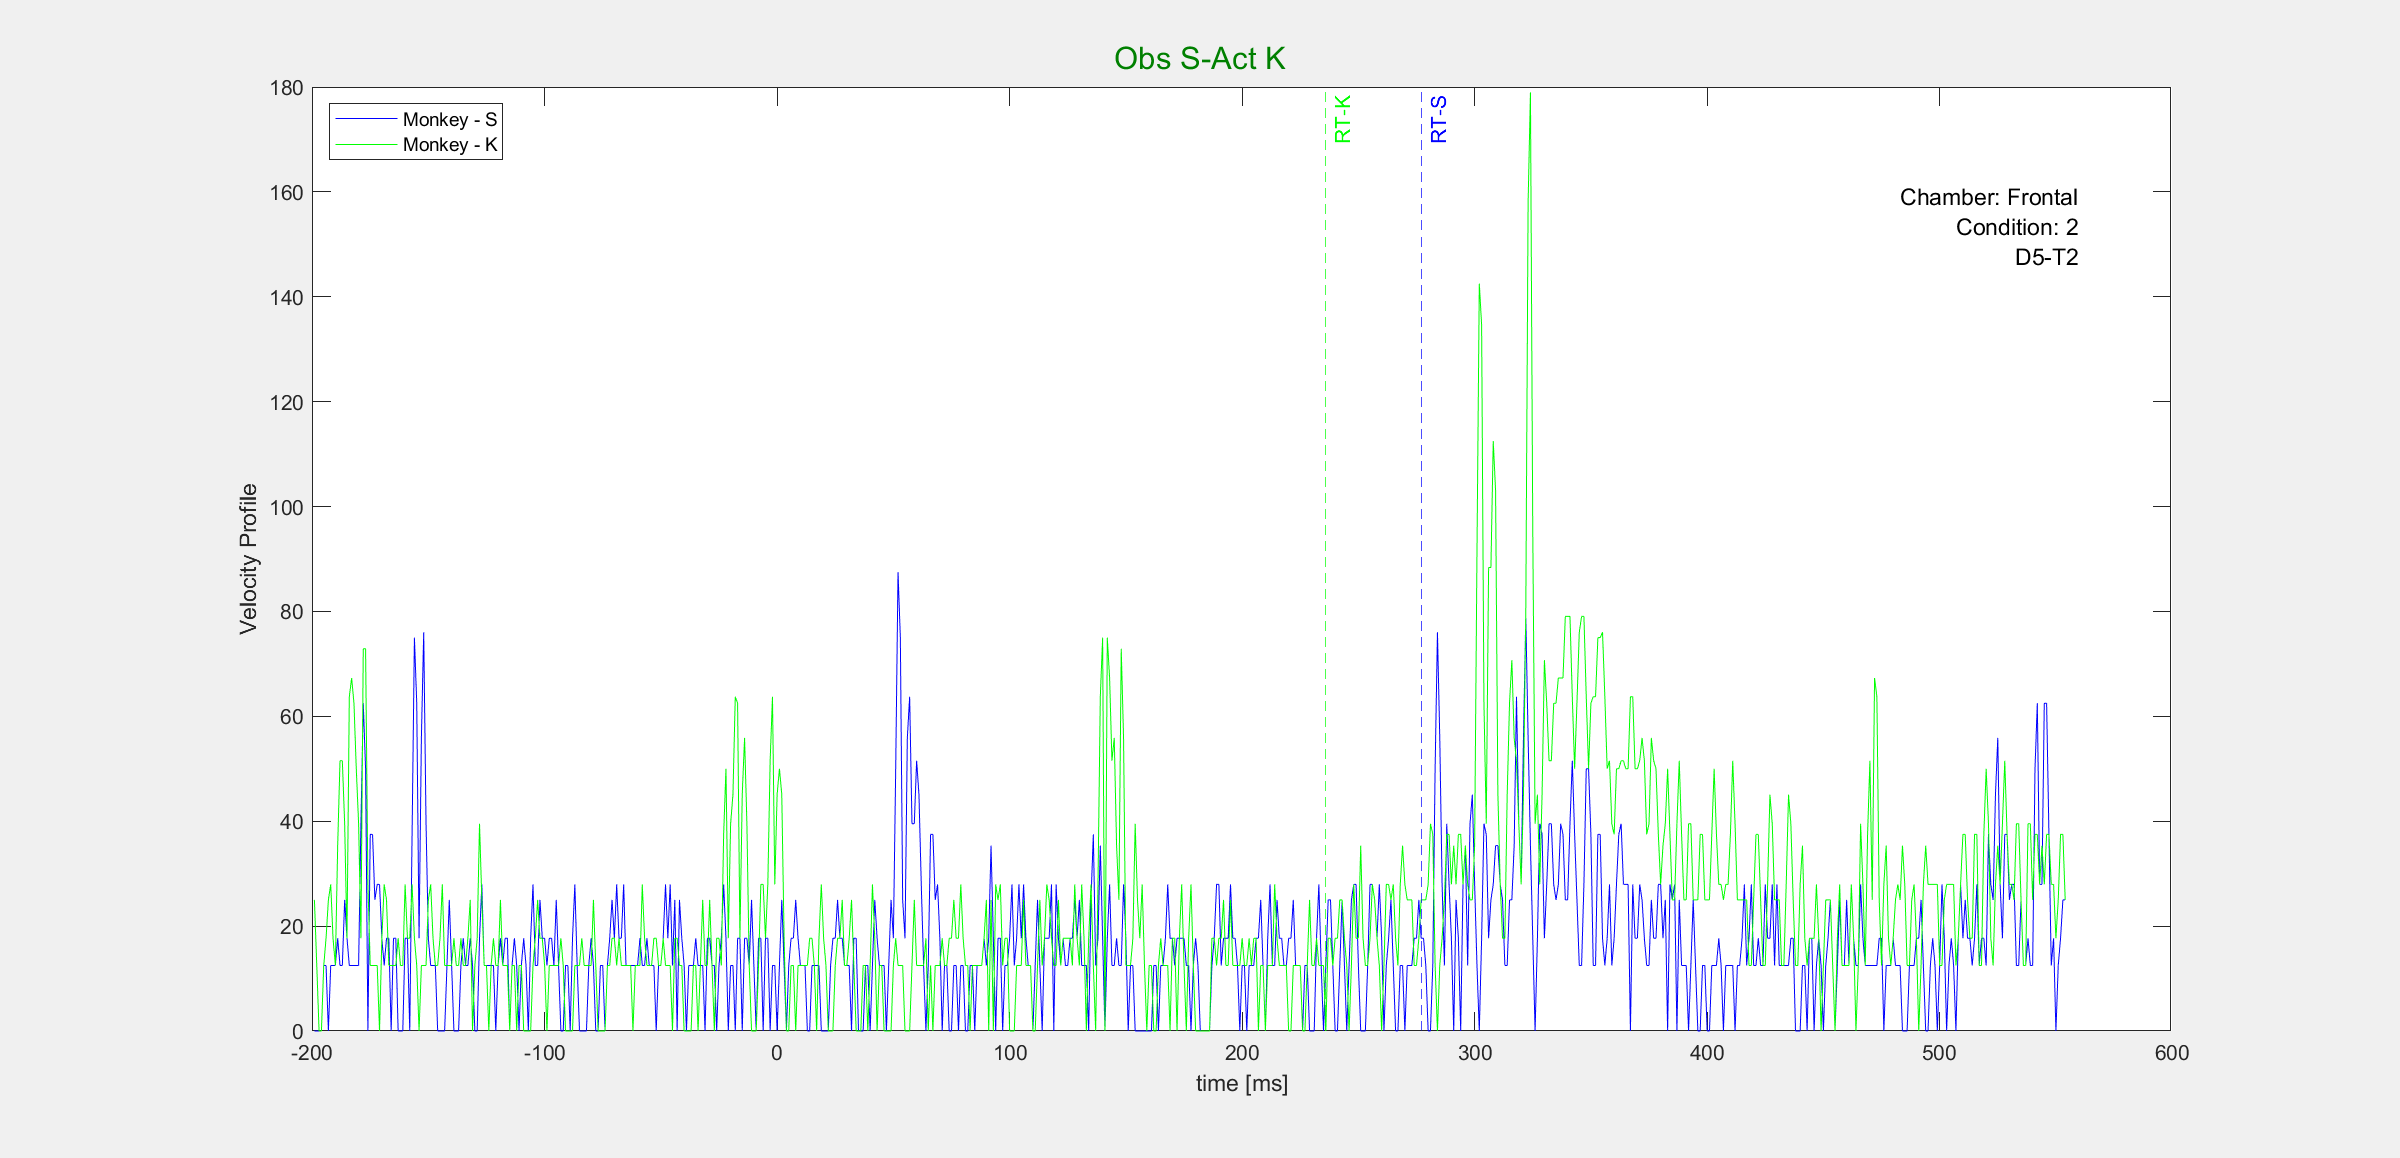 Obs S-Act K
180
160
140
120
100
80
60
40
20
0
Velocity Profile
Monkey - S
Monkey - K
RT-K
RT-S
Chamber: Frontal
Condition: 2
D5-T2
-200 -100 0 100 200 300 400 500 600
time [ms]